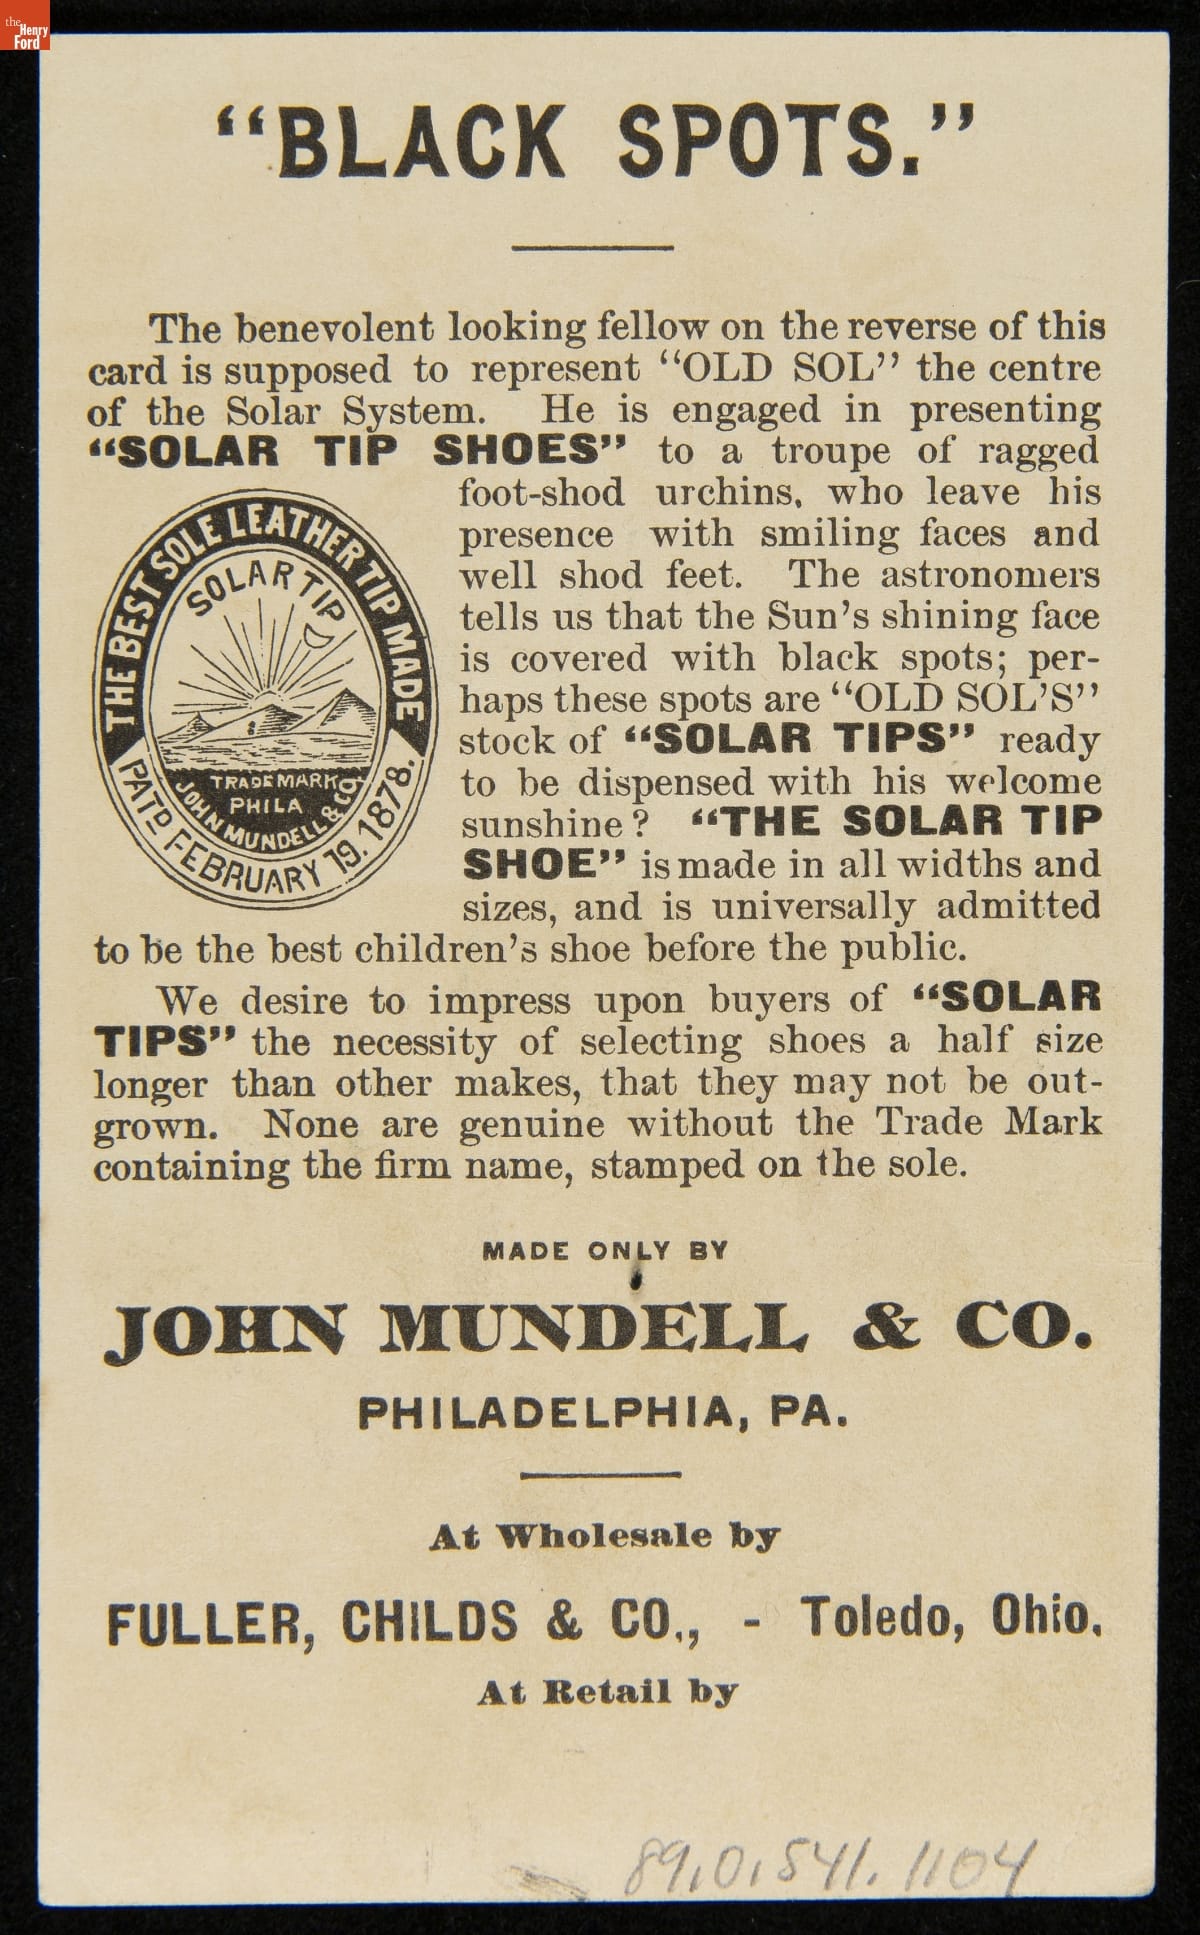 the
Henry
Ford
“BLACK SPOTS.”
The benevolent looking fellow on the reverse of this
card is supposed to represent “OLD SOL” the centre
of the Solar System. He is engaged in presenting
“SOLAR TIP SHOES” to a troupe of ragged
foot-shod urchins, who leave his
presence with smiling faces and
well shod feet. The astronomers
tells us that the Sun’s shining face
is covered with black spots; per-
haps these spots are “OLD SOL’S”
stock of “SOLAR TIPS” ready
to be dispensed with his welcome
sunshine? “THE SOLAR TIP
SHOE” is made in all widths and
sizes, and is universally admitted
to be the best children’s shoe before the public.
THE BEST SOLE LEATHER TIP MADE
SOLAR TIP
TRADE MARK
PHILA
JOHN MUNDELL & CO
PAT'D FEBRUARY 19. 1878.
We desire to impress upon buyers of “SOLAR
TIPS” the necessity of selecting shoes a half size
longer than other makes, that they may not be out-
grown. None are genuine without the Trade Mark
containing the firm name, stamped on the sole.
MADE ONLY BY
JOHN MUNDELL & CO.
PHILADELPHIA, PA.
At Wholesale by
FULLER, CHILDS & CO., - Toledo, Ohio.
At Retail by
89.0.541.1104